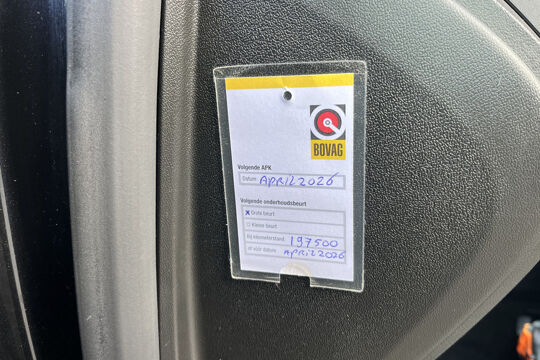 BOVAG
Volgende APK
Datum APRIL 2026
Volgende onderhoudsbeurt
X Grote beurt
Kleine beurt
Bij kilometerstand 197500
of vóór datum APRIL 2026